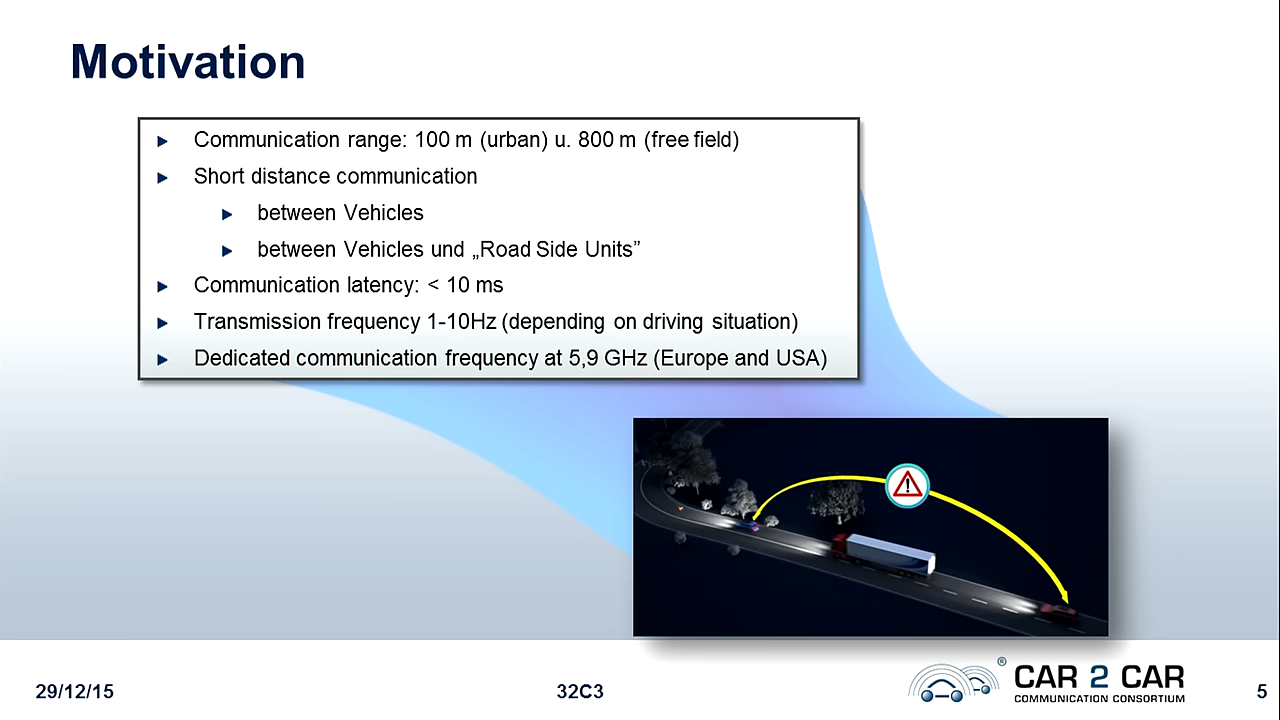 Motivation
Communication range: 100 m (urban) u. 800 m (free field)
Short distance communication
between Vehicles
between Vehicles und „Road Side Units”
Communication latency: < 10 ms
Transmission frequency 1-10Hz (depending on driving situation)
Dedicated communication frequency at 5,9 GHz (Europe and USA)
!
29/12/15
32C3
®
CAR 2 CAR
COMMUNICATION CONSORTIUM
5